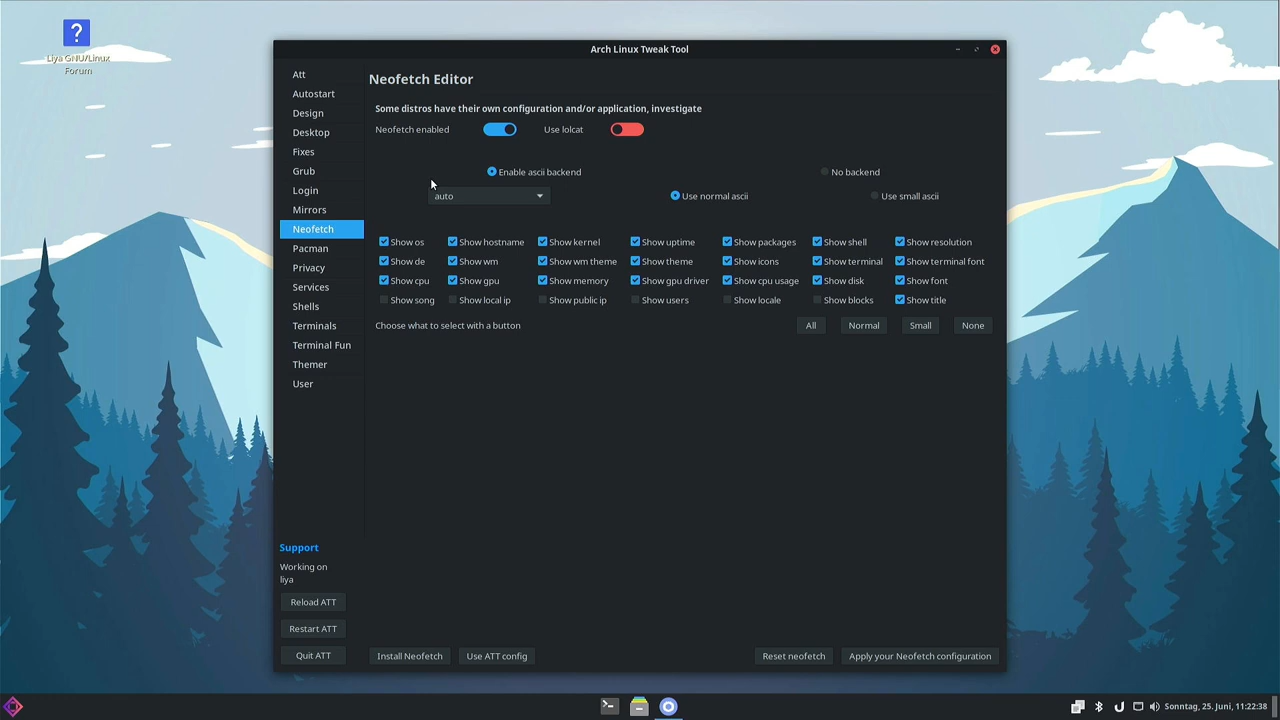 ?
Liya GNU/Linux
Forum
Arch Linux Tweak Tool
Att
Autostart
Design
Desktop
Fixes
Grub
Login
Mirrors
Neofetch
Pacman
Privacy
Services
Shells
Terminals
Terminal Fun
Themer
User
Support
Working on
liya
Reload ATT
Restart ATT
Quit ATT
Neofetch Editor
Some distros have their own configuration and/or application, investigate
Neofetch enabled Use lolcat
Enable ascii backend No backend
auto Use normal ascii Use small ascii
Show os Show hostname Show kernel Show uptime Show packages Show shell Show resolution
Show de Show wm Show wm theme Show theme Show icons Show terminal Show terminal font
Show cpu Show gpu Show memory Show gpu driver Show cpu usage Show disk Show font
Show song Show local ip Show public ip Show users Show locale Show blocks Show title
Choose what to select with a button All Normal Small None
Install Neofetch Use ATT config Reset neofetch Apply your Neofetch configuration
Sonntag, 25. Juni, 11:22:38